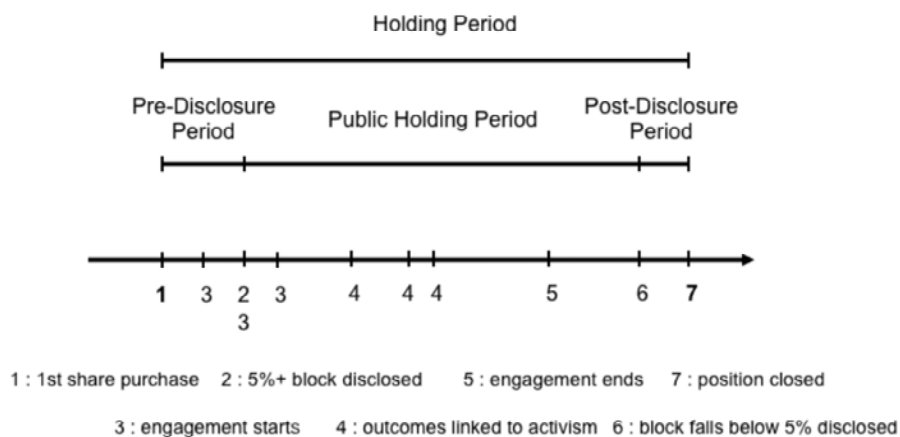 Holding Period
Pre-Disclosure Period
Public Holding Period
Post-Disclosure Period
1 3 2 3 4 4 4 5 6 7
3
1 : 1st share purchase 2 : 5%+ block disclosed 5 : engagement ends 7 : position closed
3 : engagement starts 4 : outcomes linked to activism 6 : block falls below 5% disclosed